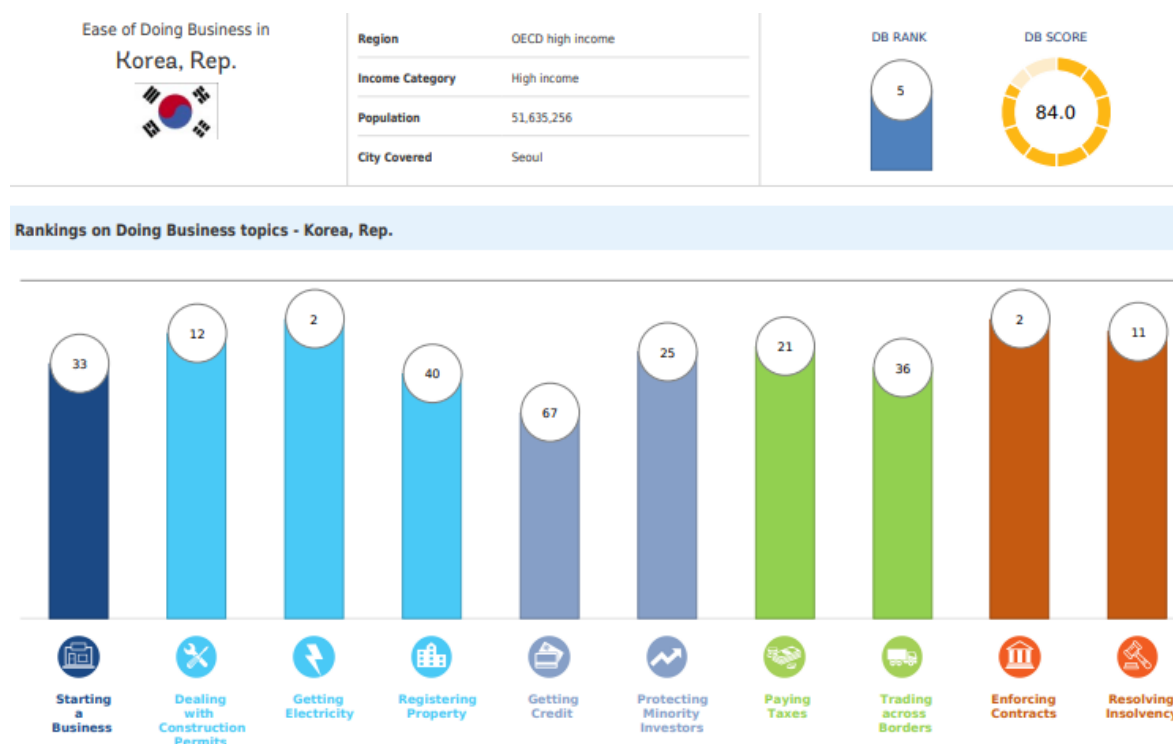 Ease of Doing Business in
Korea, Rep.
Region OECD high income
Income Category High income
Population 51,635,256
City Covered Seoul
DB RANK DB SCORE
5
84.0
Rankings on Doing Business topics - Korea, Rep.
33 12 2 40 67 25 21 36 2 11
Starting
a
Business
Dealing
with
Construction
Permits
Getting
Electricity
Registering
Property
Getting
Credit
Protecting
Minority
Investors
Paying
Taxes
Trading
across
Borders
Enforcing
Contracts
Resolving
Insolvency